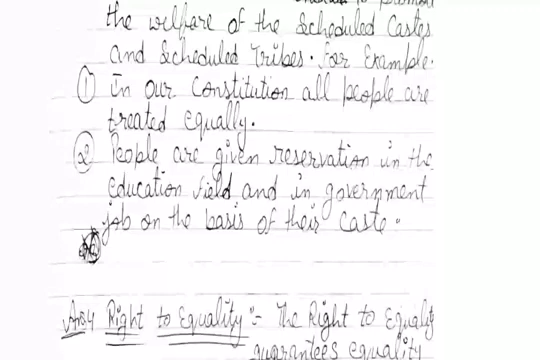 to promote
the welfare of the Scheduled Castes
and Scheduled Tribes. For Example.
① In our Constitution all people are
treated equally.
② People are given reservation in the
education field and in government
job on the basis of their caste.
Ans4 Right to Equality :- The Right to Equality
guarantees equality